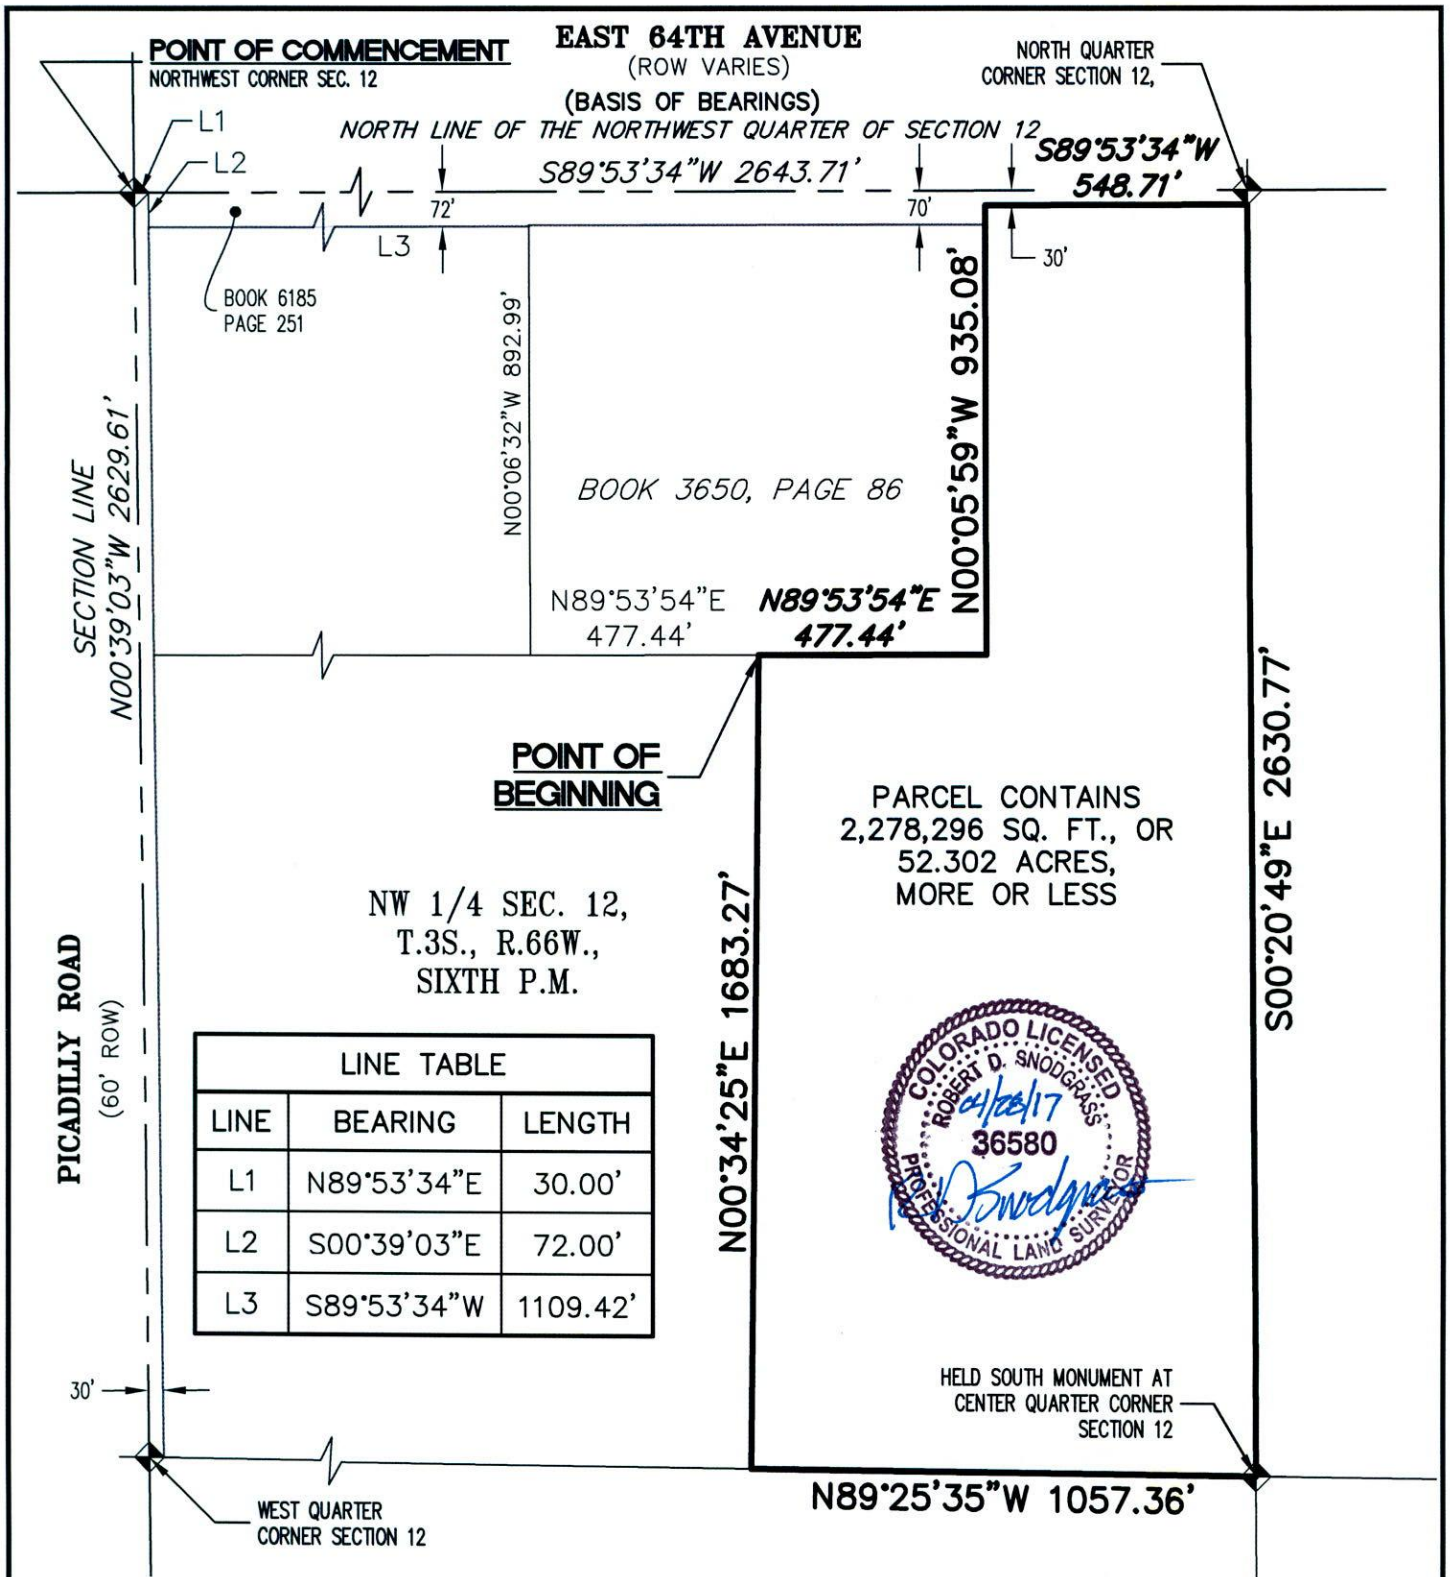 POINT OF COMMENCEMENT
NORTHWEST CORNER SEC. 12
EAST 64TH AVENUE
(ROW VARIES)
(BASIS OF BEARINGS)
NORTH LINE OF THE NORTHWEST QUARTER OF SECTION 12
S89°53'34"W 2643.71'
NORTH QUARTER
CORNER SECTION 12,
S89°53'34"W
548.71'
L1
L2
72'
70'
30'
L3
BOOK 6185
PAGE 251
SECTION LINE
N00°39'03"W 2629.61'
N00°06'32"W 892.99'
BOOK 3650, PAGE 86
N00°05'59"W 935.08'
N89°53'54"E
477.44'
N89°53'54"E
477.44'
POINT OF
BEGINNING
PARCEL CONTAINS
2,278,296 SQ. FT., OR
52.302 ACRES,
MORE OR LESS
S00°20'49"E 2630.77'
NW 1/4 SEC. 12,
T.3S., R.66W.,
SIXTH P.M.
N00°34'25"E 1683.27'
PICADILLY ROAD
(60' ROW)
LINE TABLE
LINE BEARING LENGTH
L1 N89°53'34"E 30.00'
L2 S00°39'03"E 72.00'
L3 S89°53'34"W 1109.42'
COLORADO LICENSED
ROBERT D. SNODGRASS
04/28/17
36580
RD Snodgrass
PROFESSIONAL LAND SURVEYOR
30'
HELD SOUTH MONUMENT AT
CENTER QUARTER CORNER
SECTION 12
N89°25'35"W 1057.36'
WEST QUARTER
CORNER SECTION 12